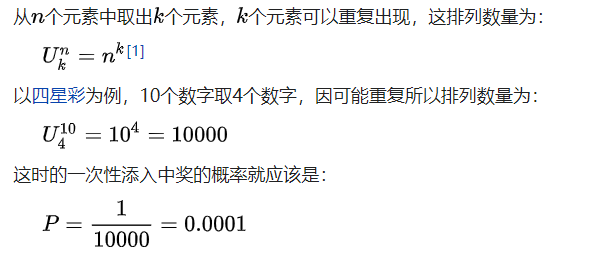 从n个元素中取出k个元素，k个元素可以重复出现，这排列数量为：
U_k^n = n^k [1]
以四星彩为例，10个数字取4个数字，因可能重复所以排列数量为：
U_4^10 = 10^4 = 10000
这时的一次性添入中奖的概率就应该是：
P = 1/10000 = 0.0001